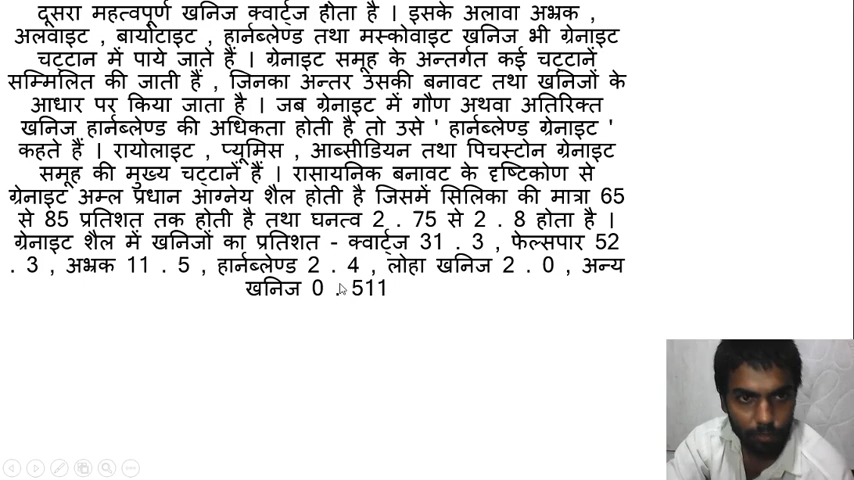 दूसरा महत्वपूर्ण खनिज क्वार्ट्ज होता है । इसके अलावा अभ्रक ,
अलवाइट , बायोटाइट , हार्नब्लेण्ड तथा मस्कोवाइट खनिज भी ग्रेनाइट
चट्टान में पाये जाते हैं । ग्रेनाइट समूह के अन्तर्गत कई चट्टानें
सम्मिलित की जाती हैं , जिनका अन्तर उसकी बनावट तथा खनिजों के
आधार पर किया जाता है । जब ग्रेनाइट में गौण अथवा अतिरिक्त
खनिज हार्नब्लेण्ड की अधिकता होती है तो उसे ' हार्नब्लेण्ड ग्रेनाइट '
कहते हैं । रायोलाइट , प्यूमिस , आब्सीडियन तथा पिचस्टोन ग्रेनाइट
समूह की मुख्य चट्टानें हैं । रासायनिक बनावट के दृष्टिकोण से
ग्रेनाइट अम्ल प्रधान आग्नेय शैल होती है जिसमें सिलिका की मात्रा 65
से 85 प्रतिशत तक होती है तथा घनत्व 2 . 75 से 2 . 8 होता है ।
ग्रेनाइट शैल में खनिजों का प्रतिशत - क्वार्ट्ज 31 . 3 , फेल्सपार 52
. 3 , अभ्रक 11 . 5 , हार्नब्लेण्ड 2 . 4 , लोहा खनिज 2 . 0 , अन्य
खनिज 0 . 511